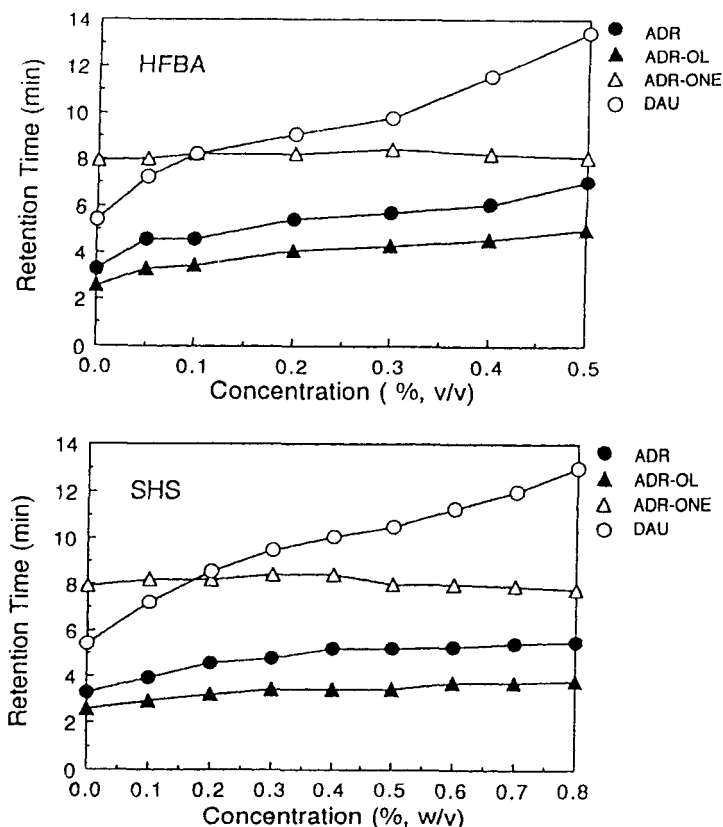 14
12
10
8
6
4
2
0
Retention Time (min)
HFBA
0.0 0.1 0.2 0.3 0.4 0.5
Concentration ( %, v/v)
ADR
ADR-OL
ADR-ONE
DAU
14
12
10
8
6
4
2
0
Retention Time (min)
SHS
0.0 0.1 0.2 0.3 0.4 0.5 0.6 0.7 0.8
Concentration (%, w/v)
ADR
ADR-OL
ADR-ONE
DAU